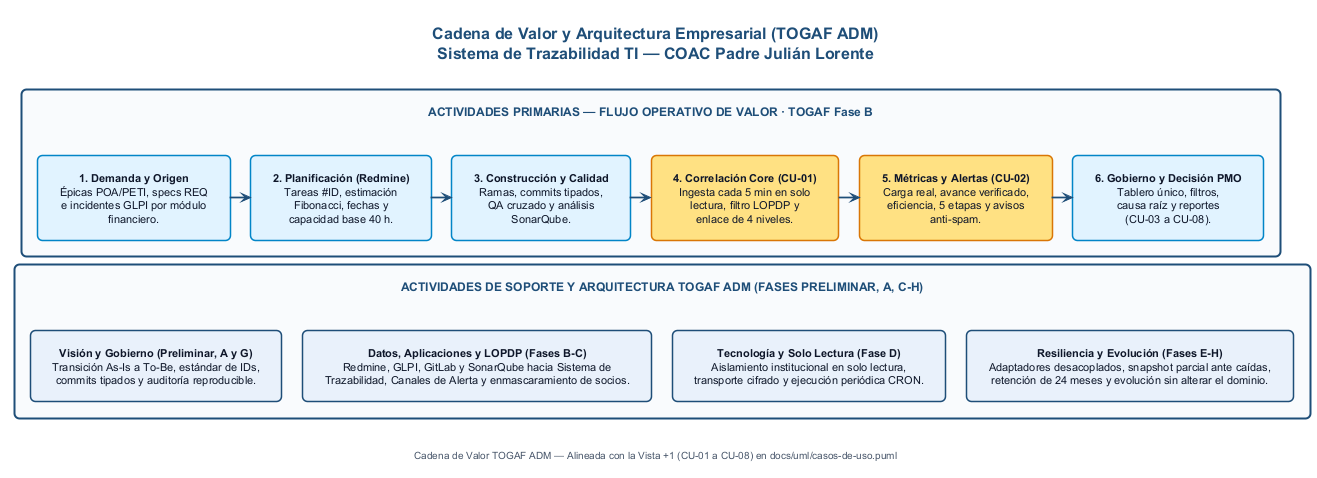 Cadena de Valor y Arquitectura Empresarial (TOGAF ADM)
Sistema de Trazabilidad TI — COAC Padre Julián Lorente
ACTIVIDADES PRIMARIAS — FLUJO OPERATIVO DE VALOR · TOGAF Fase B
1. Demanda y Origen
Épicas POA/PETI, specs REQ
e incidentes GLPI por módulo
financiero.
2. Planificación (Redmine)
Tareas #ID, estimación
Fibonacci, fechas y
capacidad base 40 h.
3. Construcción y Calidad
Ramas, commits tipados,
QA cruzado y análisis
SonarQube.
4. Correlación Core (CU-01)
Ingesta cada 5 min en solo
lectura, filtro LOPDP y
enlace de 4 niveles.
5. Métricas y Alertas (CU-02)
Carga real, avance verificado,
eficiencia, 5 etapas y avisos
anti-spam.
6. Gobierno y Decisión PMO
Tablero único, filtros,
causa raíz y reportes
(CU-03 a CU-08).
ACTIVIDADES DE SOPORTE Y ARQUITECTURA TOGAF ADM (FASES PRELIMINAR, A, C-H)
Visión y Gobierno (Preliminar, A y G)
Transición As-Is a To-Be, estándar de IDs,
commits tipados y auditoría reproducible.
Datos, Aplicaciones y LOPDP (Fases B-C)
Redmine, GLPI, GitLab y SonarQube hacia Sistema de
Trazabilidad, Canales de Alerta y enmascaramiento de socios.
Tecnología y Solo Lectura (Fase D)
Aislamiento institucional en solo lectura,
transporte cifrado y ejecución periódica CRON.
Resiliencia y Evolución (Fases E-H)
Adaptadores desacoplados, snapshot parcial ante caídas,
retención de 24 meses y evolución sin alterar el dominio.
Cadena de Valor TOGAF ADM — Alineada con la Vista +1 (CU-01 a CU-08) en docs/uml/casos-de-uso.puml